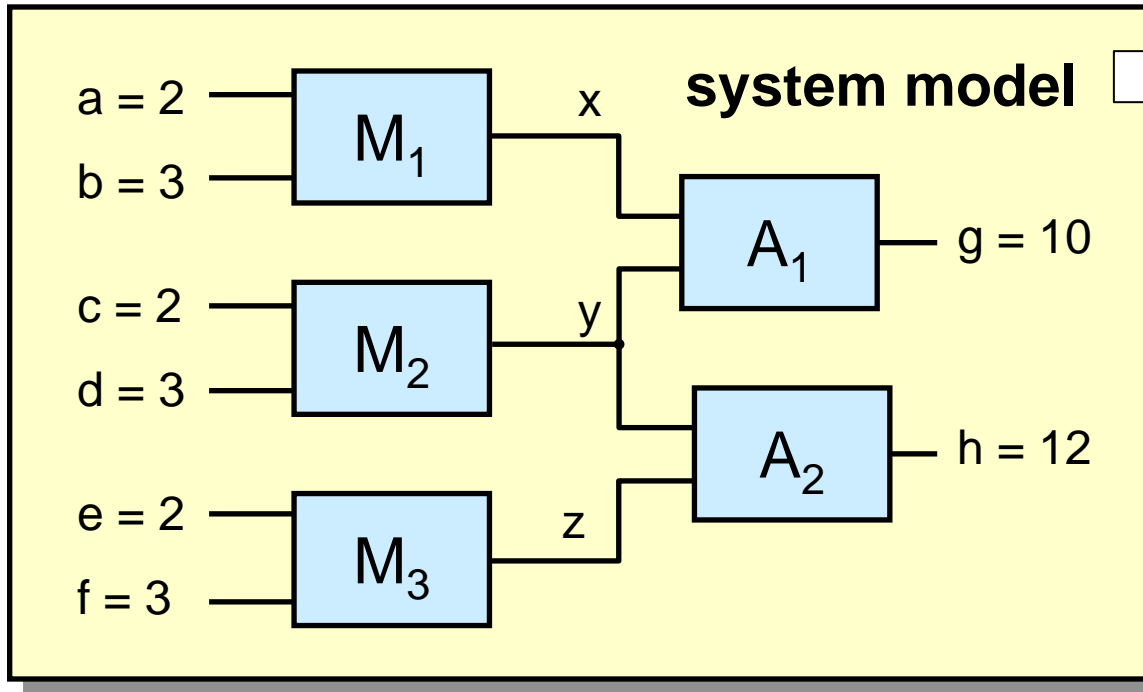 system model
a = 2
b = 3
M₁
x
A₁
g = 10
c = 2
d = 3
M₂
y
A₂
h = 12
e = 2
f = 3
M₃
z